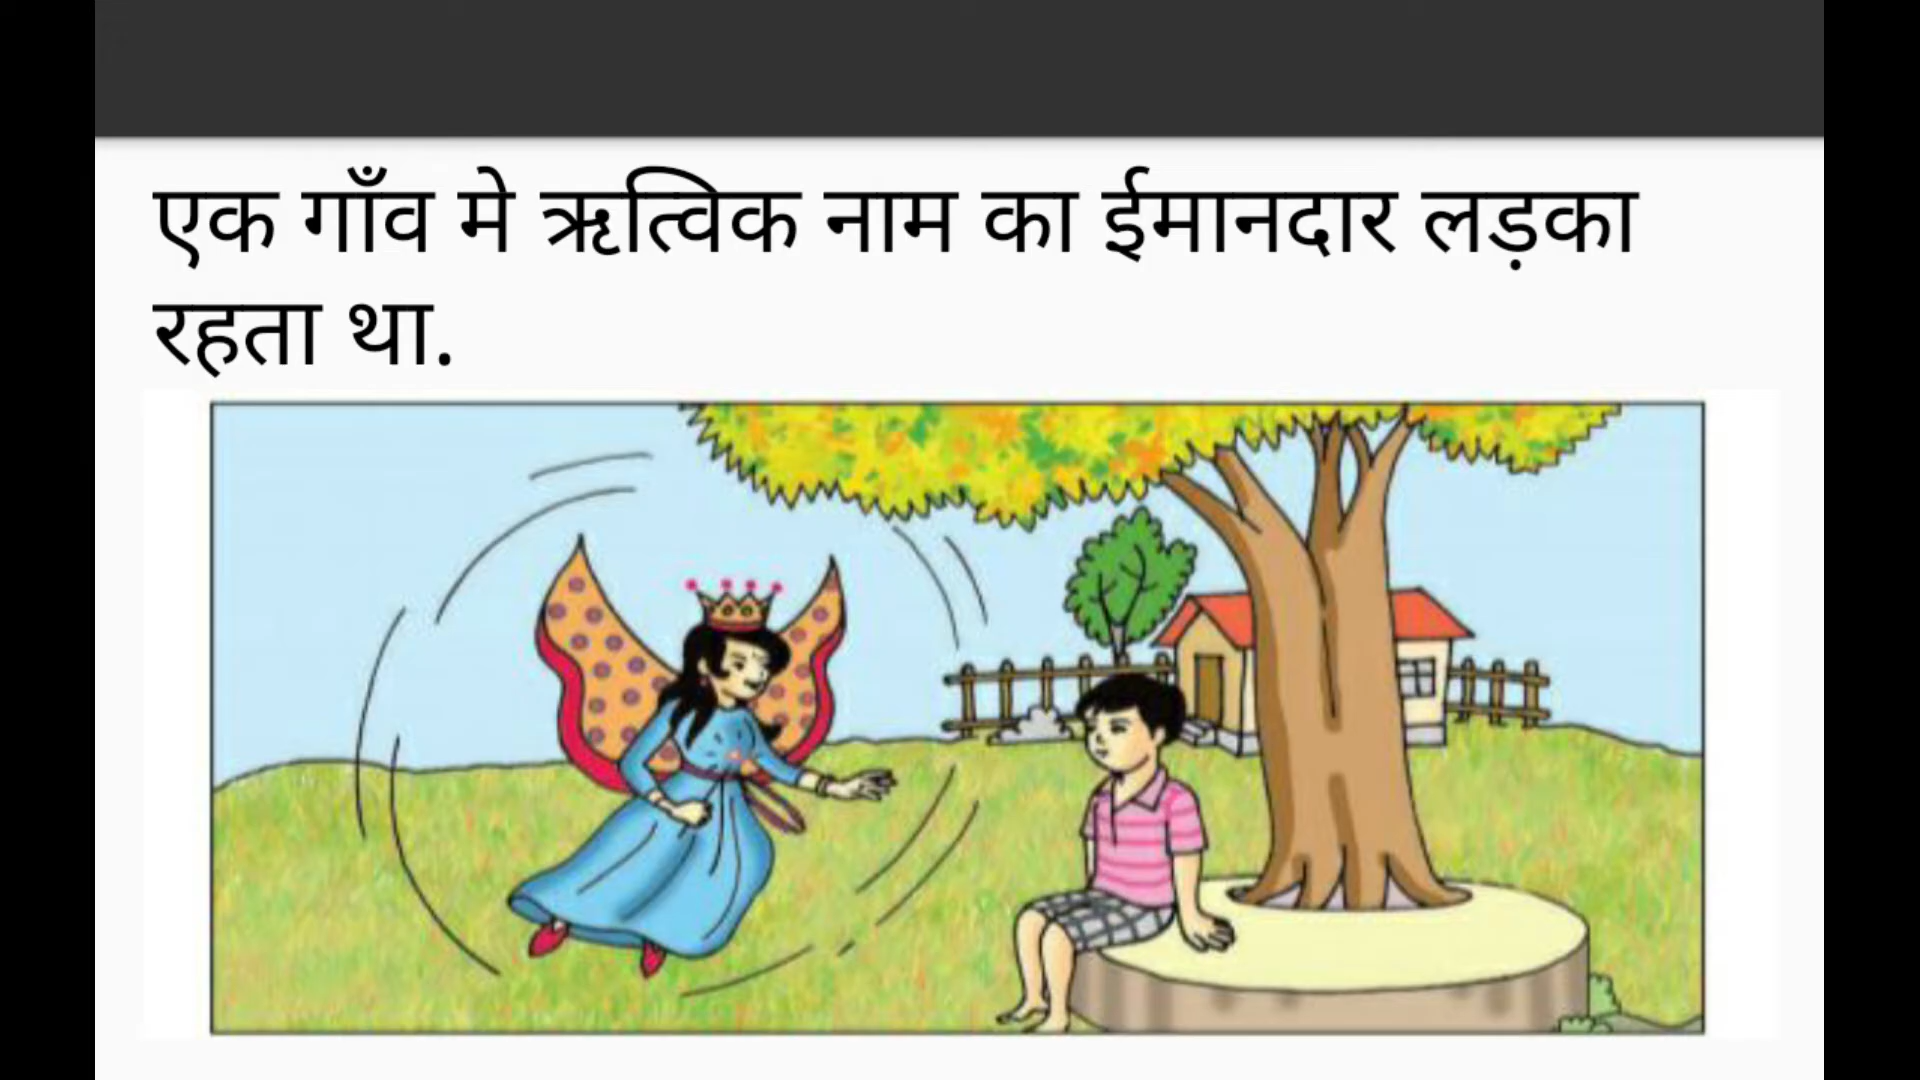 एक गाँव मे ऋत्विक नाम का ईमानदार लड़का
रहता था.